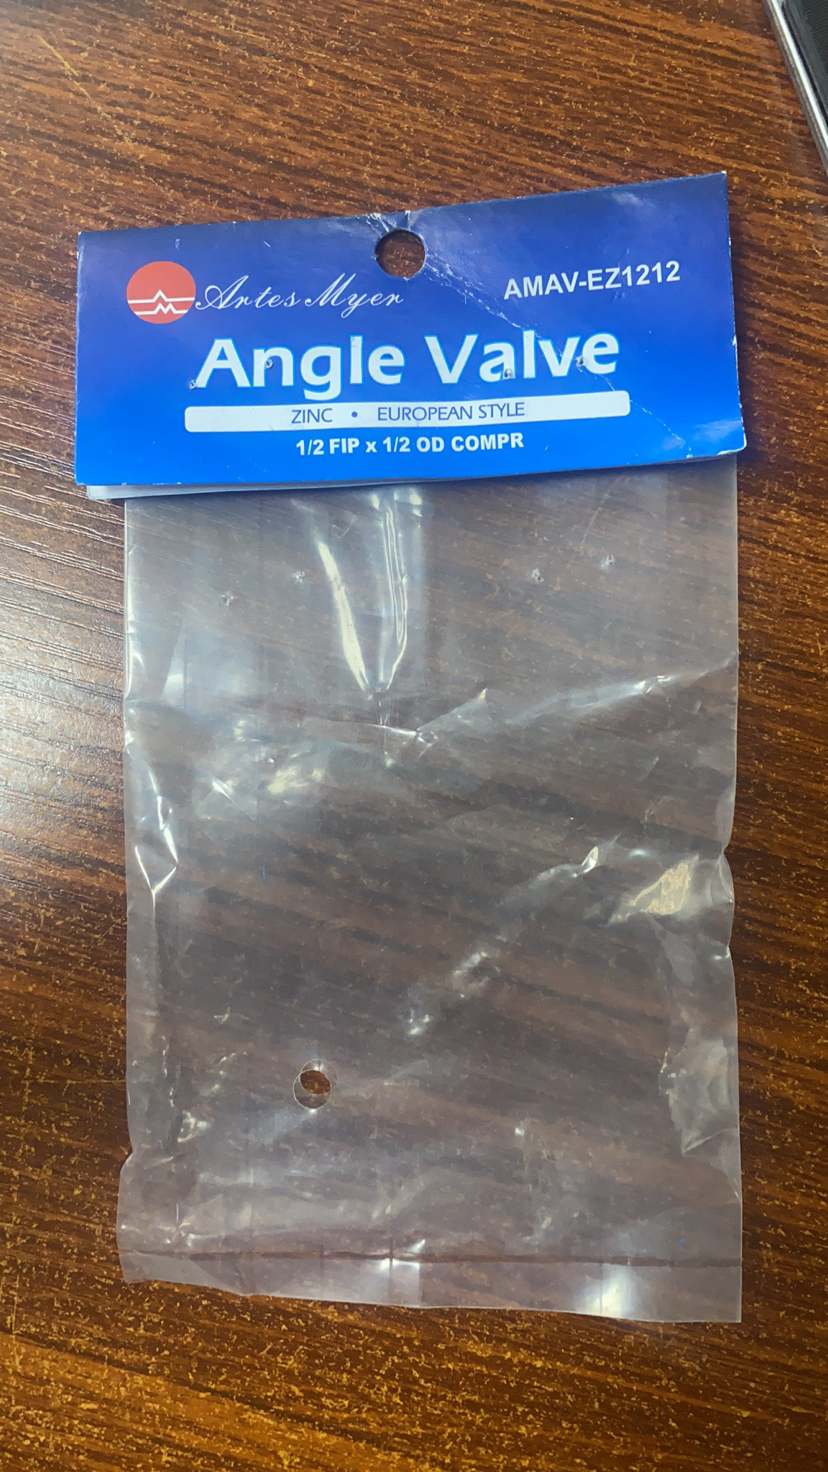 Artes Myer
AMAV-EZ1212
Angle Valve
ZINC • EUROPEAN STYLE
1/2 FIP x 1/2 OD COMPR